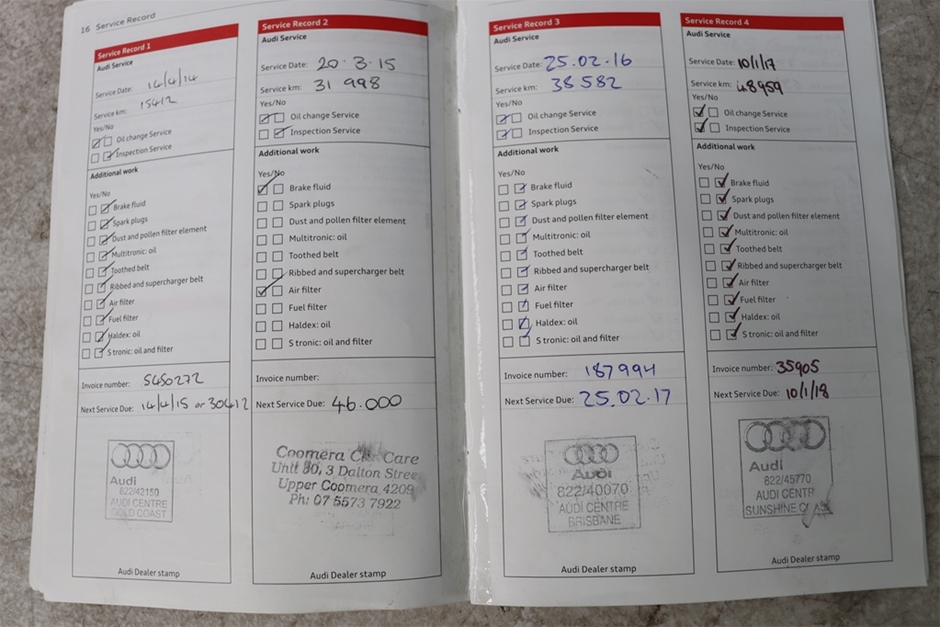 16 Service Record
Service Record 1
Audi Service
Service Date: 14/4/14
Service km: 15412
Yes/No
Oil change Service
Inspection Service
Additional work
Yes/No
Brake fluid
Spark plugs
Dust and pollen filter element
Multitronic: oil
Toothed belt
Ribbed and supercharger belt
Air filter
Fuel filter
Haldex: oil
S tronic: oil and filter
Invoice number: 5450272
Next Service Due: 14/4/15 or 30412
Audi
822/42150
AUDI CENTRE
GOLD COAST
Audi Dealer stamp
Service Record 2
Audi Service
Service Date: 20·3·15
Service km: 31 998
Yes/No
Oil change Service
Inspection Service
Additional work
Yes/No
Brake fluid
Spark plugs
Dust and pollen filter element
Multitronic: oil
Toothed belt
Ribbed and supercharger belt
Air filter
Fuel filter
Haldex: oil
S tronic: oil and filter
Invoice number:
Next Service Due: 46.000
Coomera Care
Unit 30, 3 Dalton Stree
Upper Coomera 4209
Ph: 07 5573 7922
Audi Dealer stamp
Service Record 3
Audi Service
Service Date: 25.02.16
Service km: 38 582
Yes/No
Oil change Service
Inspection Service
Additional work
Yes/No
Brake fluid
Spark plugs
Dust and pollen filter element
Multitronic: oil
Toothed belt
Ribbed and supercharger belt
Air filter
Fuel filter
Haldex: oil
S tronic: oil and filter
Invoice number: 187994
Next Service Due: 25.02.17
Audi
822/40070
AUDI CENTRE
BRISBANE
Audi Dealer stamp
Service Record 4
Audi Service
Service Date: 10/1/17
Service km: 48959
Yes/No
Oil change Service
Inspection Service
Additional work
Yes/No
Brake fluid
Spark plugs
Dust and pollen filter element
Multitronic: oil
Toothed belt
Ribbed and supercharger belt
Air filter
Fuel filter
Haldex: oil
S tronic: oil and filter
Invoice number: 35905
Next Service Due: 10/1/18
Audi
822/45770
AUDI CENTR
SUNSHINE
Audi Dealer stamp